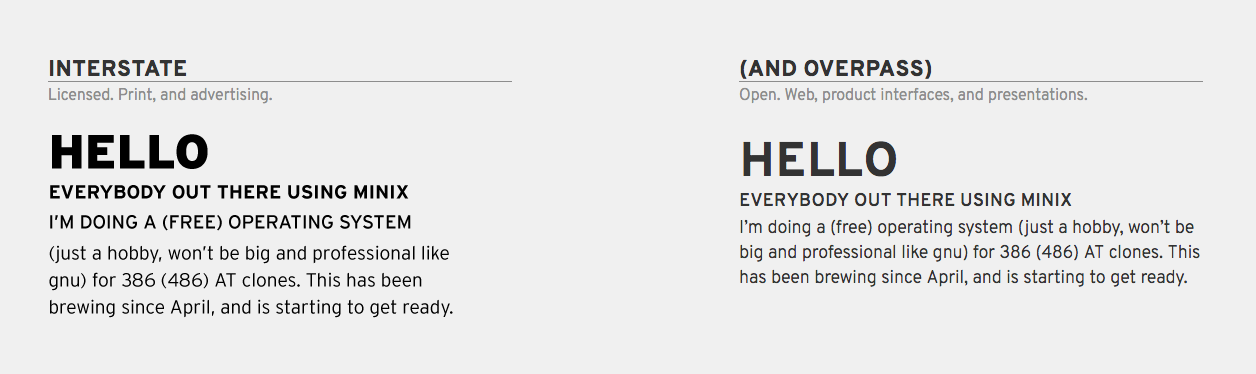 INTERSTATE
Licensed. Print, and advertising.
HELLO
EVERYBODY OUT THERE USING MINIX
I'M DOING A (FREE) OPERATING SYSTEM
(just a hobby, won't be big and professional like
gnu) for 386 (486) AT clones. This has been
brewing since April, and is starting to get ready.
(AND OVERPASS)
Open. Web, product interfaces, and presentations.
HELLO
EVERYBODY OUT THERE USING MINIX
I'm doing a (free) operating system (just a hobby, won't be
big and professional like gnu) for 386 (486) AT clones. This
has been brewing since April, and is starting to get ready.